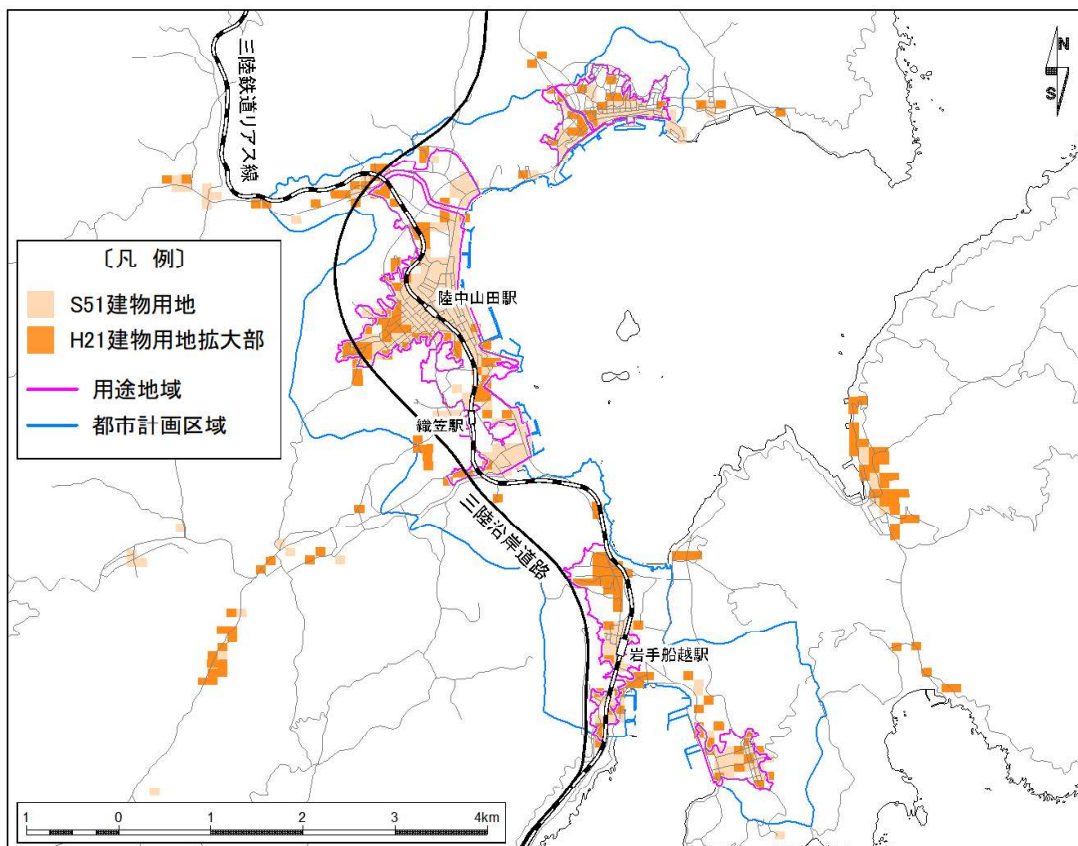 三陸鉄道リアス線
N
S
〔凡 例〕
S51建物用地
H21建物用地拡大部
用途地域
都市計画区域
陸中山田駅
織笠駅
三陸沿岸道路
岩手船越駅
1 0 1 2 3 4km